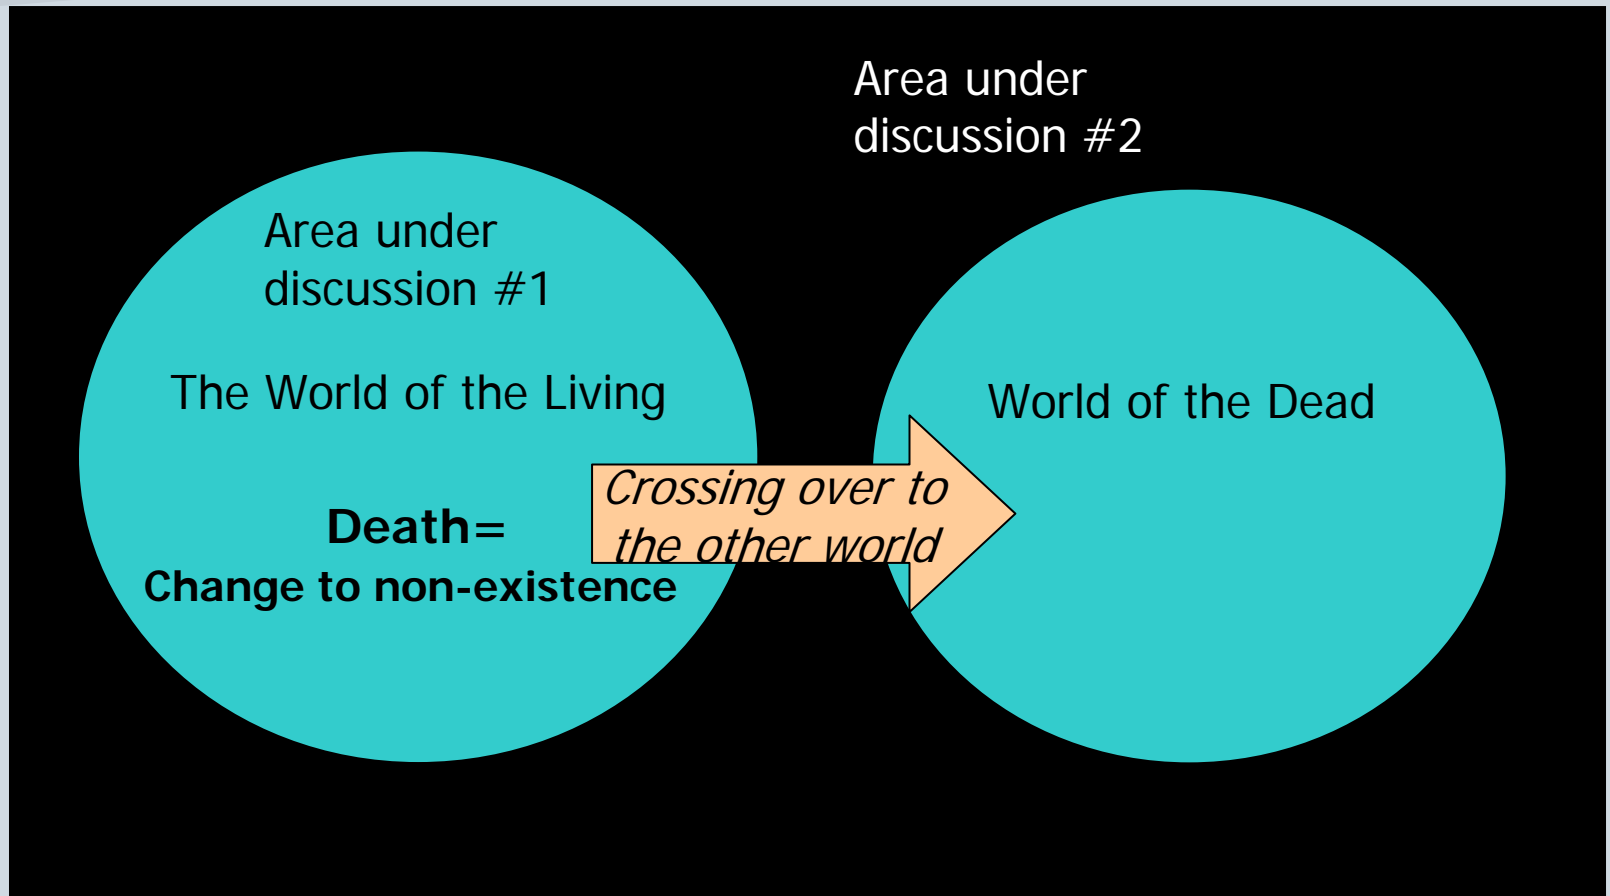 Area under
discussion #2
Area under
discussion #1
The World of the Living
World of the Dead
Crossing over to
the other world
Death=
Change to non-existence